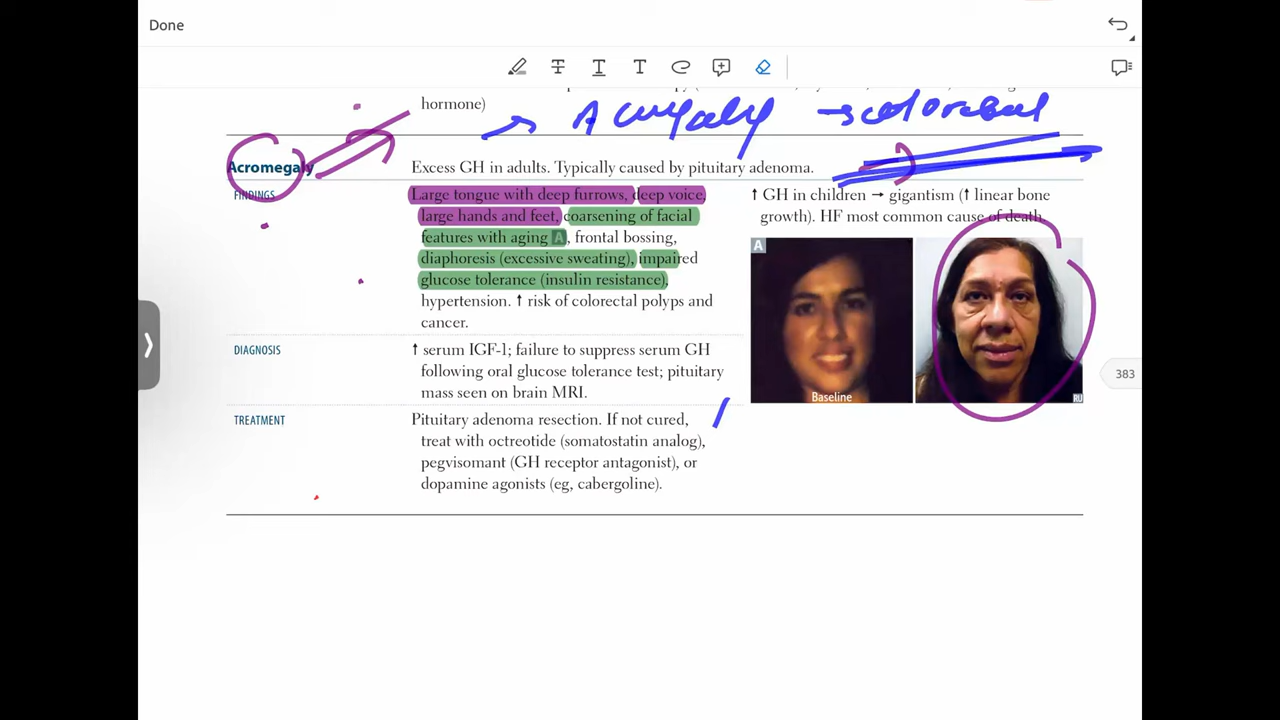 Done
hormone)
Acromegaly → colorectal
Acromegaly
Excess GH in adults. Typically caused by pituitary adenoma.
FINDINGS
Large tongue with deep furrows, deep voice,
large hands and feet, coarsening of facial
features with aging A, frontal bossing,
diaphoresis (excessive sweating), impaired
glucose tolerance (insulin resistance),
hypertension. ↑ risk of colorectal polyps and
cancer.
↑ GH in children → gigantism (↑ linear bone
growth). HF most common cause of death.
A
Baseline
RU
383
DIAGNOSIS
↑ serum IGF-1; failure to suppress serum GH
following oral glucose tolerance test; pituitary
mass seen on brain MRI.
TREATMENT
Pituitary adenoma resection. If not cured,
treat with octreotide (somatostatin analog),
pegvisomant (GH receptor antagonist), or
dopamine agonists (eg, cabergoline).